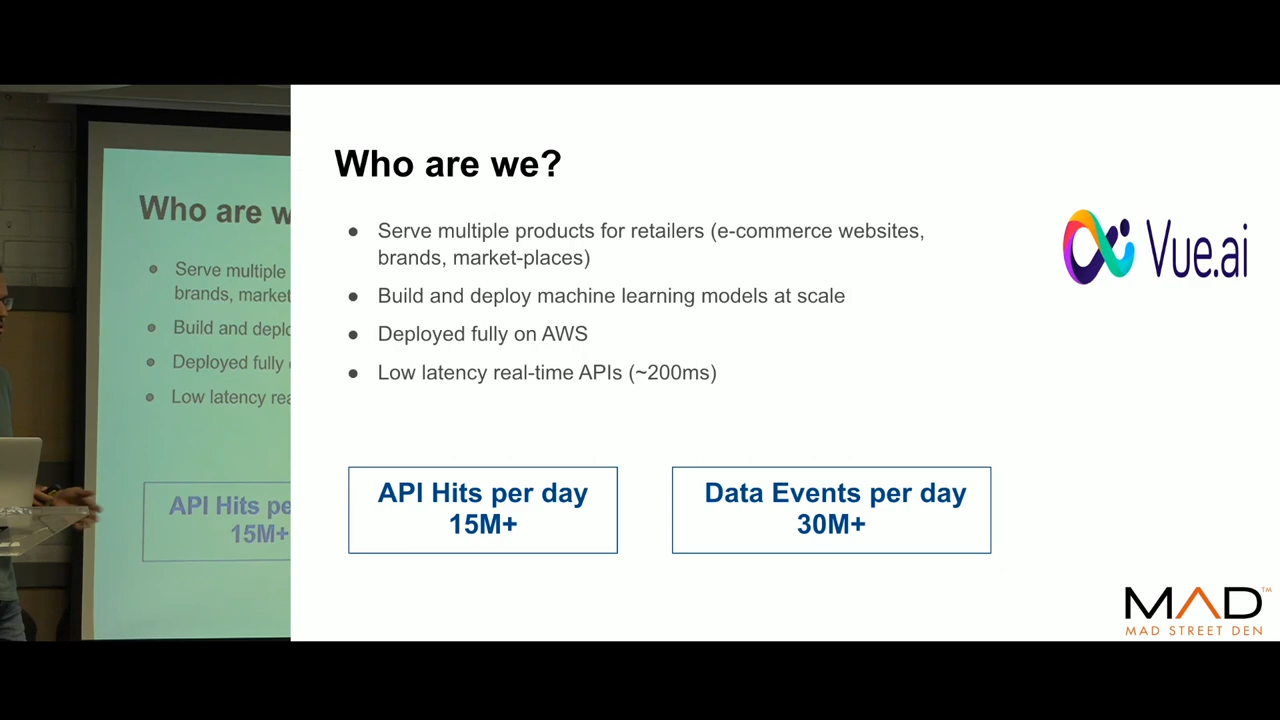 Who are we?
● Serve multiple products for retailers (e-commerce websites,
brands, market-places)
● Build and deploy machine learning models at scale
● Deployed fully on AWS
● Low latency real-time APIs (~200ms)
API Hits per day
15M+
Data Events per day
30M+
Vue.ai
MAD™
MAD STREET DEN
Who are w
● Serve multiple
brands, market
● Build and deplo
● Deployed fully
● Low latency rea
API Hits pe
15M+